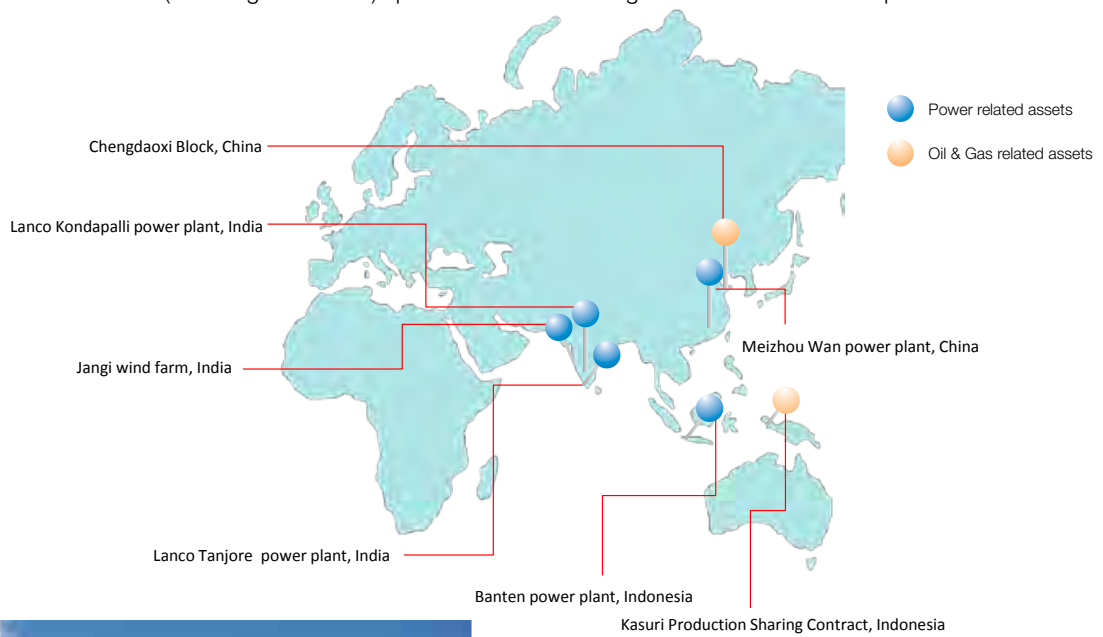 Power related assets
Chengdaoxi Block, China
Oil & Gas related assets
Lanco Kondapalli power plant, India
Meizhou Wan power plant, China
Jangi wind farm, India
Lanco Tanjore power plant, India
Banten power plant, Indonesia
Kasuri Production Sharing Contract, Indonesia